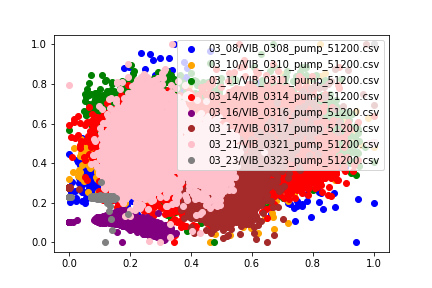 1.0
0.8
0.6
0.4
0.2
0.0
0.0 0.2 0.4 0.6 0.8 1.0
03_08/VIB_0308_pump_51200.csv
03_10/VIB_0310_pump_51200.csv
03_11/VIB_0311_pump_51200.csv
03_14/VIB_0314_pump_51200.csv
03_16/VIB_0316_pump_51200.csv
03_17/VIB_0317_pump_51200.csv
03_21/VIB_0321_pump_51200.csv
03_23/VIB_0323_pump_51200.csv